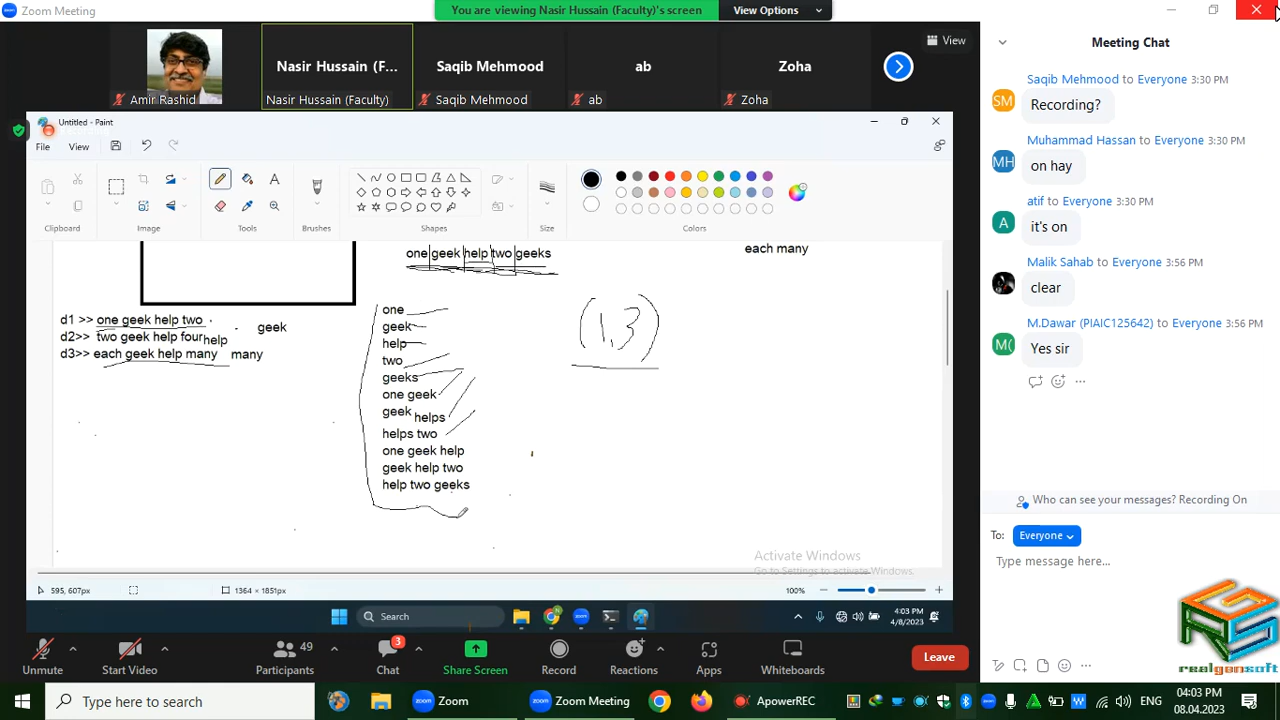 Zoom Meeting
You are viewing Nasir Hussain (Faculty)'s screen
View Options
View
Nasir Hussain (F...
Saqib Mehmood
ab
Zoha
Amir Rashid
Nasir Hussain (Faculty)
Saqib Mehmood
ab
Zoha
Untitled - Paint
File
View
Clipboard
Image
Tools
Brushes
Shapes
Size
Colors
one geek help two geeks
each many
d1 >> one geek help two
d2>> two geek help four
d3>> each geek help many
geek
help
many
one
geek
help
two
geeks
one geek
geek helps
helps two
one geek help
geek help two
help two geeks
(1,3)
Activate Windows
Go to Settings to activate Windows.
595, 607px
1364 × 1851px
100%
Search
4:03 PM
4/8/2023
Unmute
Start Video
49
Participants
3
Chat
Share Screen
Record
Reactions
Apps
Whiteboards
Leave
Meeting Chat
Saqib Mehmood to Everyone 3:30 PM
SM
Recording?
Muhammad Hassan to Everyone 3:30 PM
MH
on hay
atif to Everyone 3:30 PM
A
it's on
Malik Sahab to Everyone 3:56 PM
clear
M.Dawar (PIAIC125642) to Everyone 3:56 PM
M(
Yes sir
Who can see your messages? Recording On
To: Everyone
Type message here...
realgensoft
Type here to search
Zoom
Zoom Meeting
ApowerREC
ENG
04:03 PM
08.04.2023